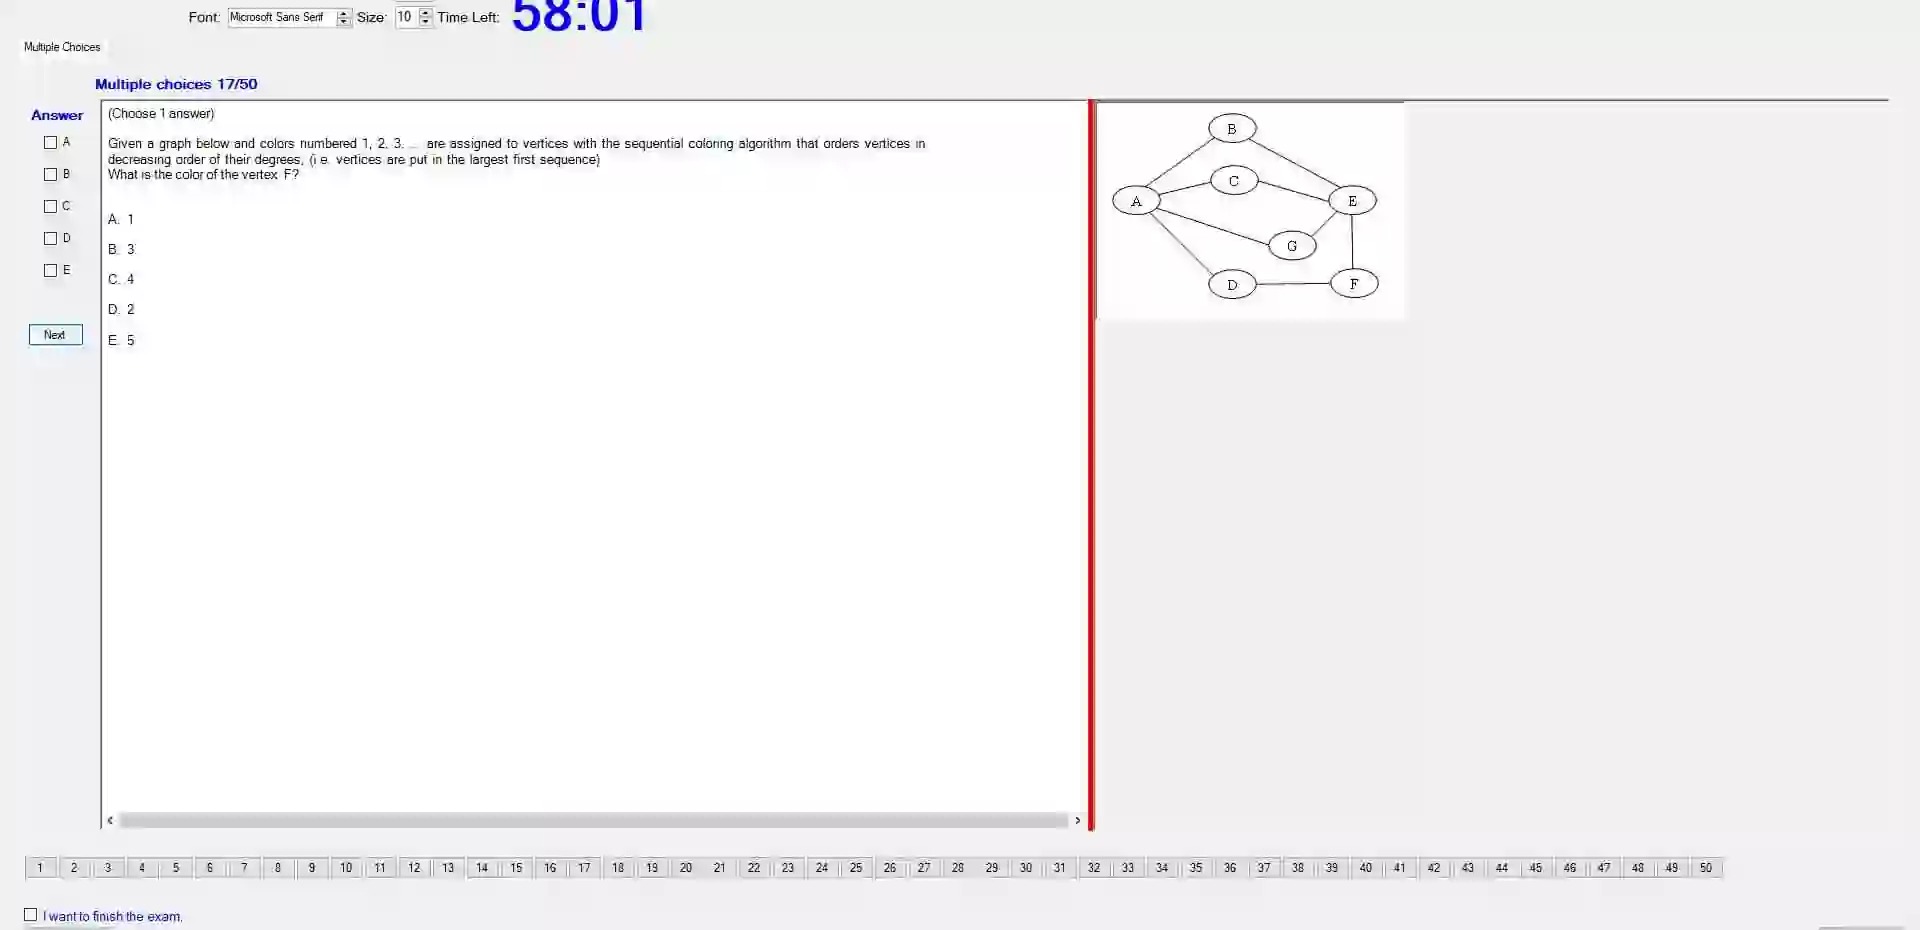 Font: Microsoft Sans Serif Size: 10 Time Left: 58:01
Multiple Choices
Multiple choices 17/50
Answer
A
B
C
D
E
Next
(Choose 1 answer)
Given a graph below and colors numbered 1, 2, 3, ... are assigned to vertices with the sequential coloring algorithm that orders vertices in
decreasing order of their degrees, (i.e. vertices are put in the largest first sequence)
What is the color of the vertex F?
A. 1
B. 3
C. 4
D. 2
E. 5
B
C
A
E
G
D
F
1 2 3 4 5 6 7 8 9 10 11 12 13 14 15 16 17 18 19 20 21 22 23 24 25 26 27 28 29 30 31 32 33 34 35 36 37 38 39 40 41 42 43 44 45 46 47 48 49 50
I want to finish the exam.